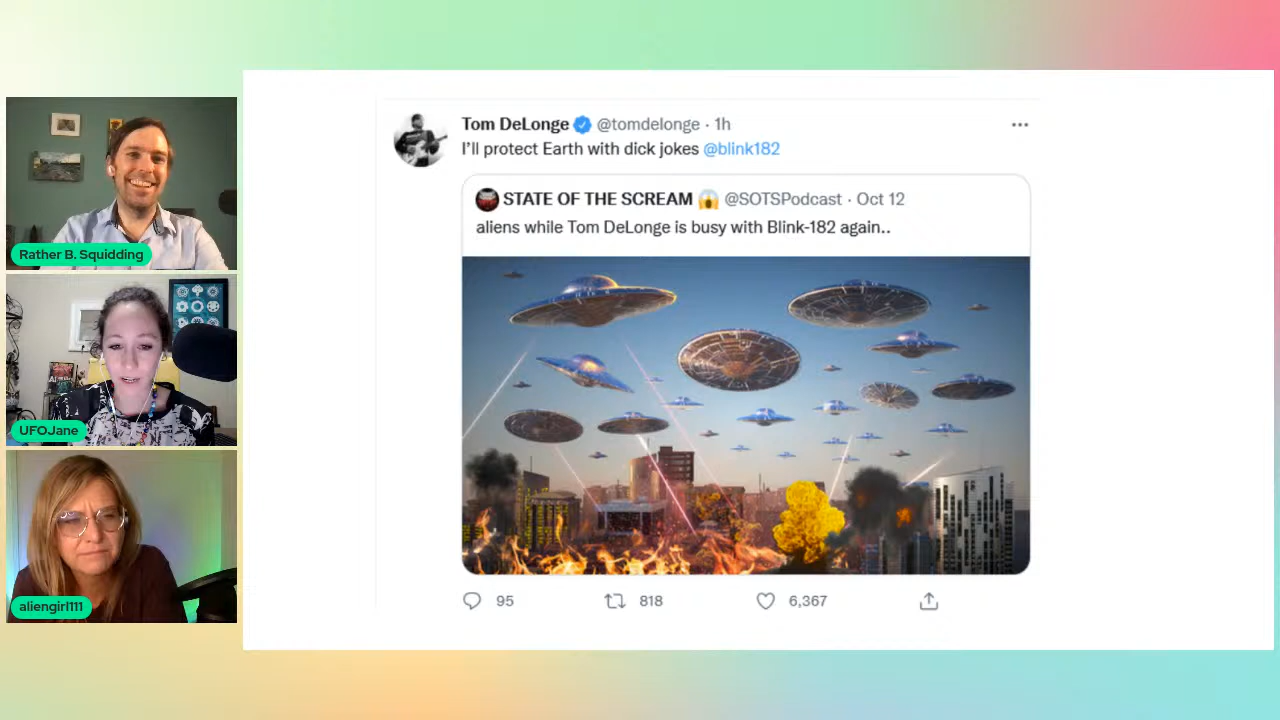 Rather B. Squidding
UFOJane
aliengirl111
Tom DeLonge @tomdelonge · 1h
I'll protect Earth with dick jokes @blink182
STATE OF THE SCREAM 😱 @SOTSPodcast · Oct 12
aliens while Tom DeLonge is busy with Blink-182 again..
95 818 6,367